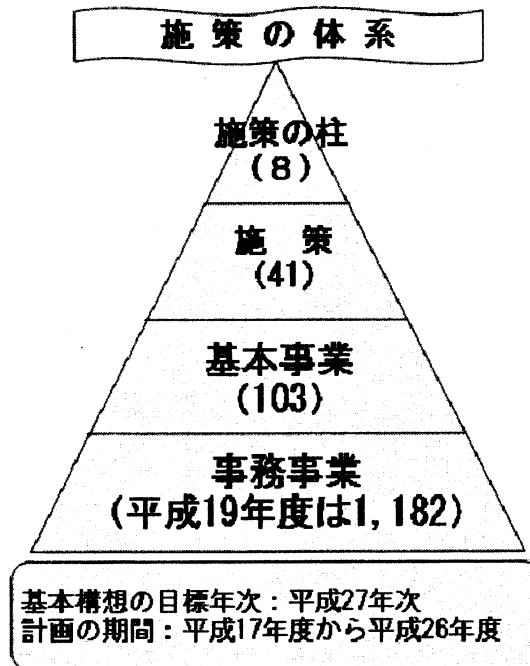 施策の体系
施策の柱
(8)
施 策
(41)
基本事業
(103)
事務事業
(平成19年度は1,182)
基本構想の目標年次：平成27年次
計画の期間：平成17年度から平成26年度